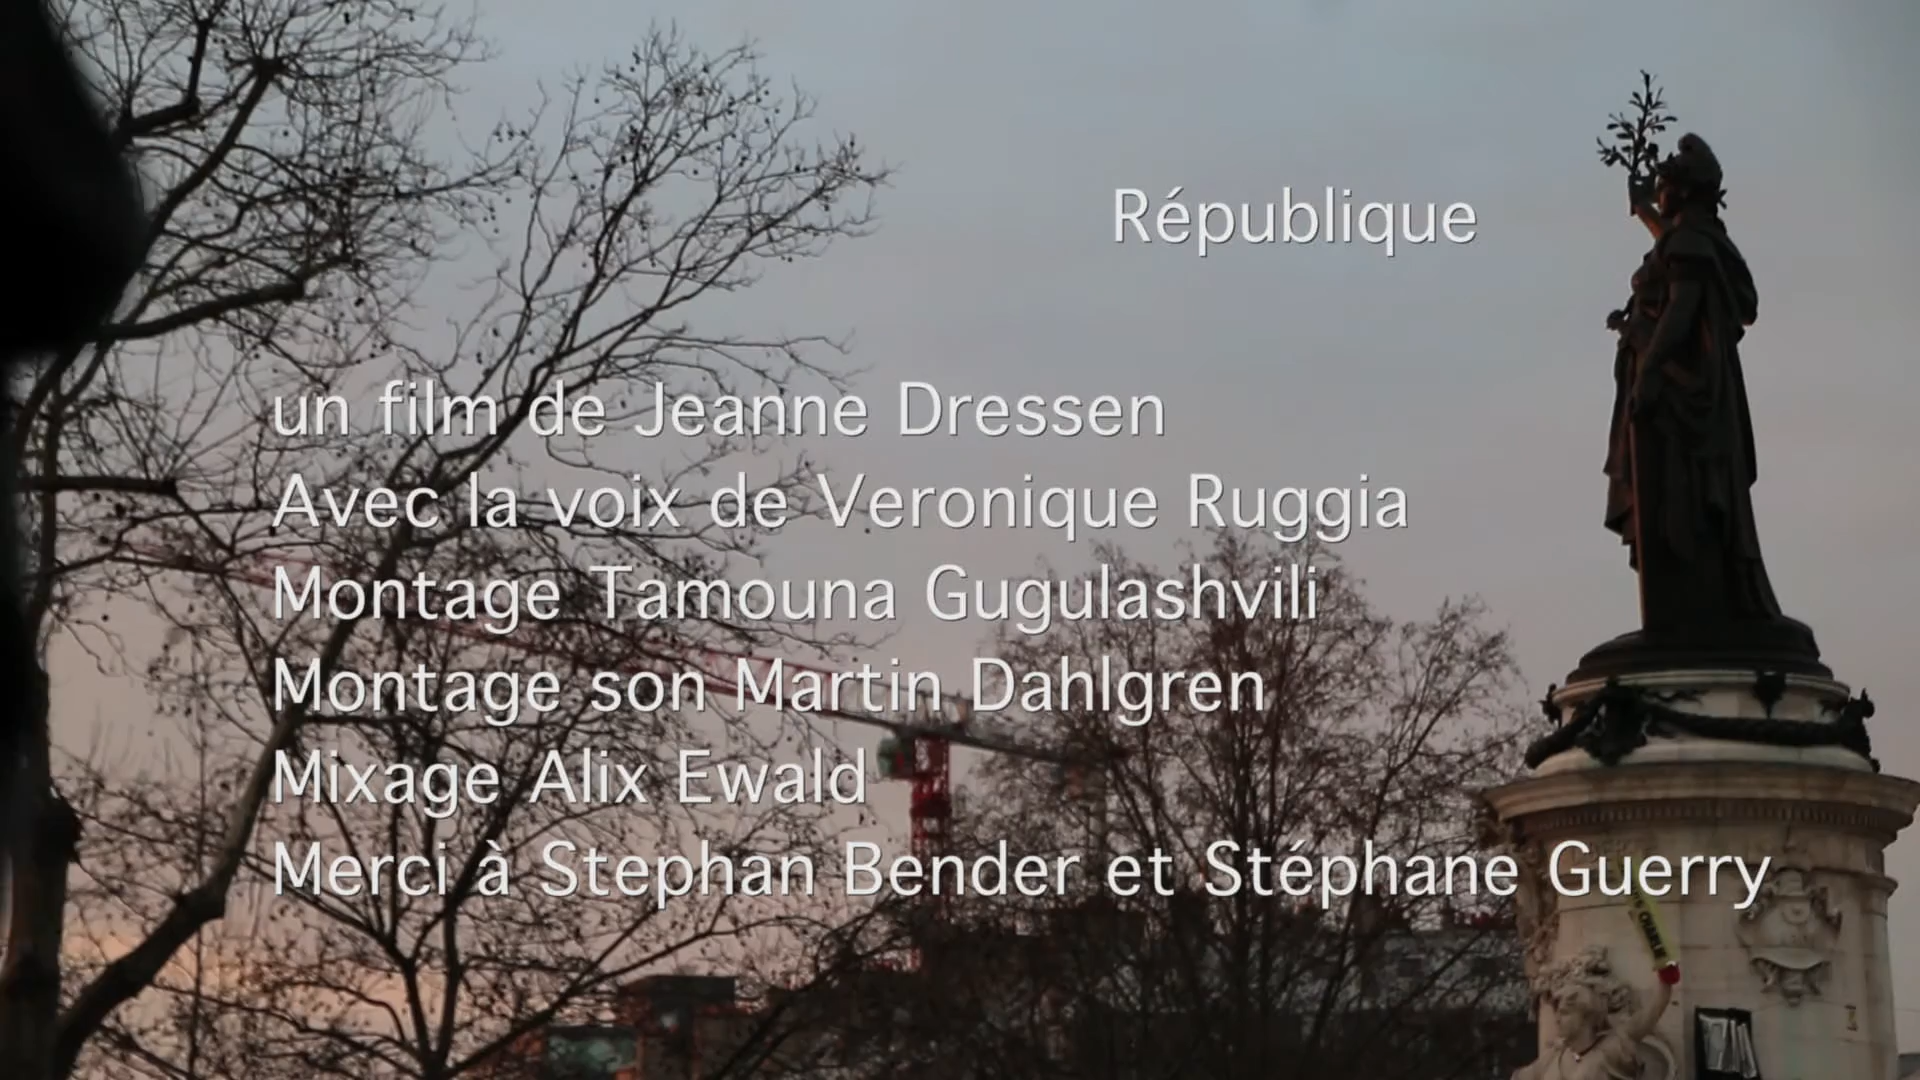 République
un film de Jeanne Dressen
Avec la voix de Veronique Ruggia
Montage Tamouna Gugulashvili
Montage son Martin Dahlgren
Mixage Alix Ewald
Merci à Stephan Bender et Stéphane Guerry
CHARLIE